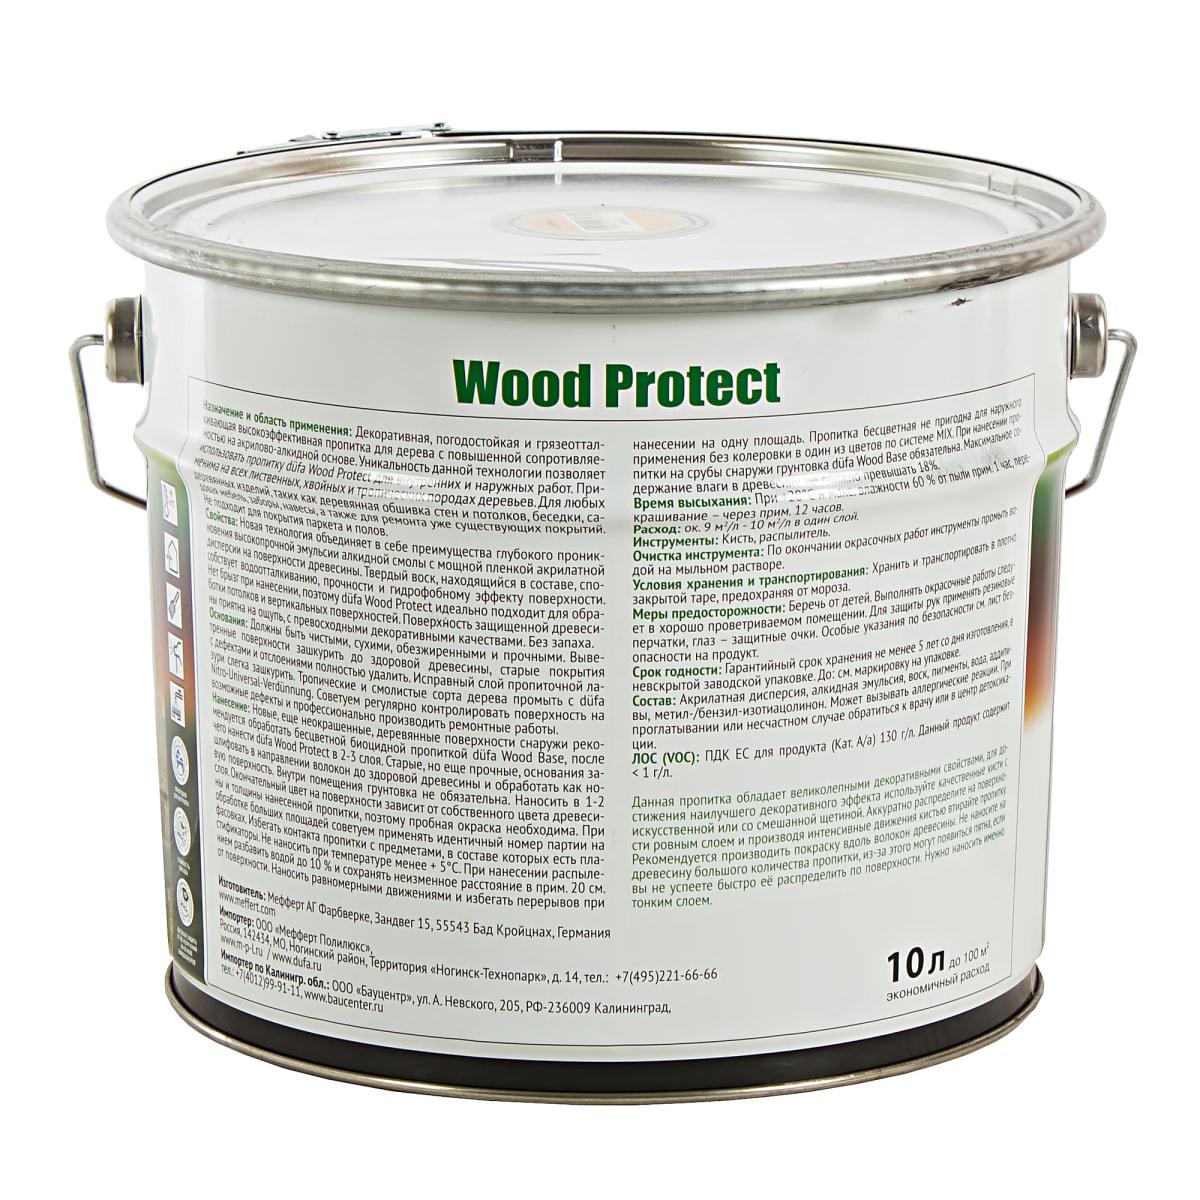 Wood Protect
Назначение и область применения: Декоративная, погодостойкая и грязеоттал-
кивающая высокоэффективная пропитка для дерева с повышенной сопротивляе-
мостью на акрилово-алкидной основе. Уникальность данной технологии позволяет
использовать пропитку düfa Wood Protect для внутренних и наружных работ. При-
менима на всех лиственных, хвойных и тропических породах деревьев. Для любых
деревянных изделий, таких как деревянная обшивка стен и потолков, беседки, са-
довая мебель, заборы, навесы, а также для ремонта уже существующих покрытий.
Не подходит для покрытия паркета и полов.
Свойства: Новая технология объединяет в себе преимущества глубокого проник-
новения высокопрочной эмульсии алкидной смолы с мощной пленкой акрилатной
дисперсии на поверхности древесины. Твердый воск, находящийся в составе, спо-
собствует водоотталкиванию, прочности и гидрофобному эффекту поверхности.
Нет брызг при нанесении, поэтому düfa Wood Protect идеально подходит для обра-
ботки потолков и вертикальных поверхностей. Поверхность защищенной древеси-
ны приятна на ощупь, с превосходными декоративными качествами. Без запаха.
Основания: Должны быть чистыми, сухими, обезжиренными и прочными. Выве-
тренные поверхности зашкурить до здоровой древесины, старые покрытия
с дефектами и отслоениями полностью удалить. Исправный слой пропиточной ла-
зури слегка зашкурить. Тропические и смолистые сорта дерева промыть с düfa
Nitro-Universal-Verdünnung. Советуем регулярно контролировать поверхность на
возможные дефекты и профессионально производить ремонтные работы.
Нанесение: Новые, еще неокрашенные, деревянные поверхности снаружи реко-
мендуется обработать бесцветной биоцидной пропиткой düfa Wood Base, после
чего нанести düfa Wood Protect в 2-3 слоя. Старые, но еще прочные, основания за-
шлифовать в направлении волокон до здоровой древесины и обработать как но-
вую поверхность. Внутри помещения грунтовка не обязательна. Наносить в 1-2
слоя. Окончательный цвет на поверхности зависит от собственного цвета древеси-
ны и толщины нанесенной пропитки, поэтому пробная окраска необходима. При
обработке больших площадей советуем применять идентичный номер партии на
фасовках. Избегать контакта пропитки с предметами, в составе которых есть пла-
стификаторы. Не наносить при температуре менее + 5°С. При нанесении распыле-
нием разбавить водой до 10 % и сохранять неизменное расстояние в прим. 20 см.
от поверхности. Наносить равномерными движениями и избегать перерывов при
нанесении на одну площадь. Пропитка бесцветная не пригодна для наружного
применения без колеровки в один из цветов по системе MIX. При нанесении про-
питки на срубы снаружи грунтовка düfa Wood Base обязательна. Максимальное со-
держание влаги в древесине не должно превышать 18%.
Время высыхания: При +20°С и макс. влажности 60 % от пыли прим. 1 час, пере-
крашивание – через прим. 12 часов.
Расход: ок. 9 м²/л - 10 м²/л в один слой.
Инструменты: Кисть, распылитель.
Очистка инструмента: По окончании окрасочных работ инструменты промыть во-
дой на мыльном растворе.
Условия хранения и транспортирования: Хранить и транспортировать в плотно
закрытой таре, предохраняя от мороза.
Меры предосторожности: Беречь от детей. Выполнять окрасочные работы следу-
ет в хорошо проветриваемом помещении. Для защиты рук применять резиновые
перчатки, глаз – защитные очки. Особые указания по безопасности см. лист без-
опасности на продукт.
Срок годности: Гарантийный срок хранения не менее 5 лет со дня изготовления, в
невскрытой заводской упаковке. До: см. маркировку на упаковке.
Состав: Акрилатная дисперсия, алкидная эмульсия, воск, пигменты, вода, аддити-
вы, метил-/бензил-изотиацолинон. Может вызывать аллергические реакции. При
проглатывании или несчастном случае обратиться к врачу или в центр детоксика-
ции.
ЛОС (VOC): ПДК ЕС для продукта (Кат. А/а) 130 г/л. Данный продукт содержит
< 1 г/л.
Данная пропитка обладает великолепными декоративными свойствами, для до-
стижения наилучшего декоративного эффекта используйте качественные кисти с
искусственной или со смешанной щетиной. Аккуратно распределите на поверхно-
сти ровным слоем и производя интенсивные движения кистью втирайте пропитку.
Рекомендуется производить покраску вдоль волокон древесины. Не наносите на
древесину большого количества пропитки, из-за этого могут появиться пятна, если
вы не успеете быстро её распределить по поверхности. Нужно наносить именно
тонким слоем.
Изготовитель: Мефферт АГ Фарбверке, Зандвег 15, 55543 Бад Кройцнах, Германия
www.meffert.com
Импортер: ООО «Мефферт Полилюкс»,
Россия, 142434, МО, Ногинский район, Территория «Ногинск-Технопарк», д. 14, тел.: +7(495)221-66-66
www.m-p-l.ru / www.dufa.ru
Импортер по Калинигр. обл.: ООО «Бауцентр», ул. А. Невского, 205, РФ-236009 Калининград,
тел.: +7(4012)99-91-11, www.baucenter.ru
10 л до 100 м²
экономичный расход